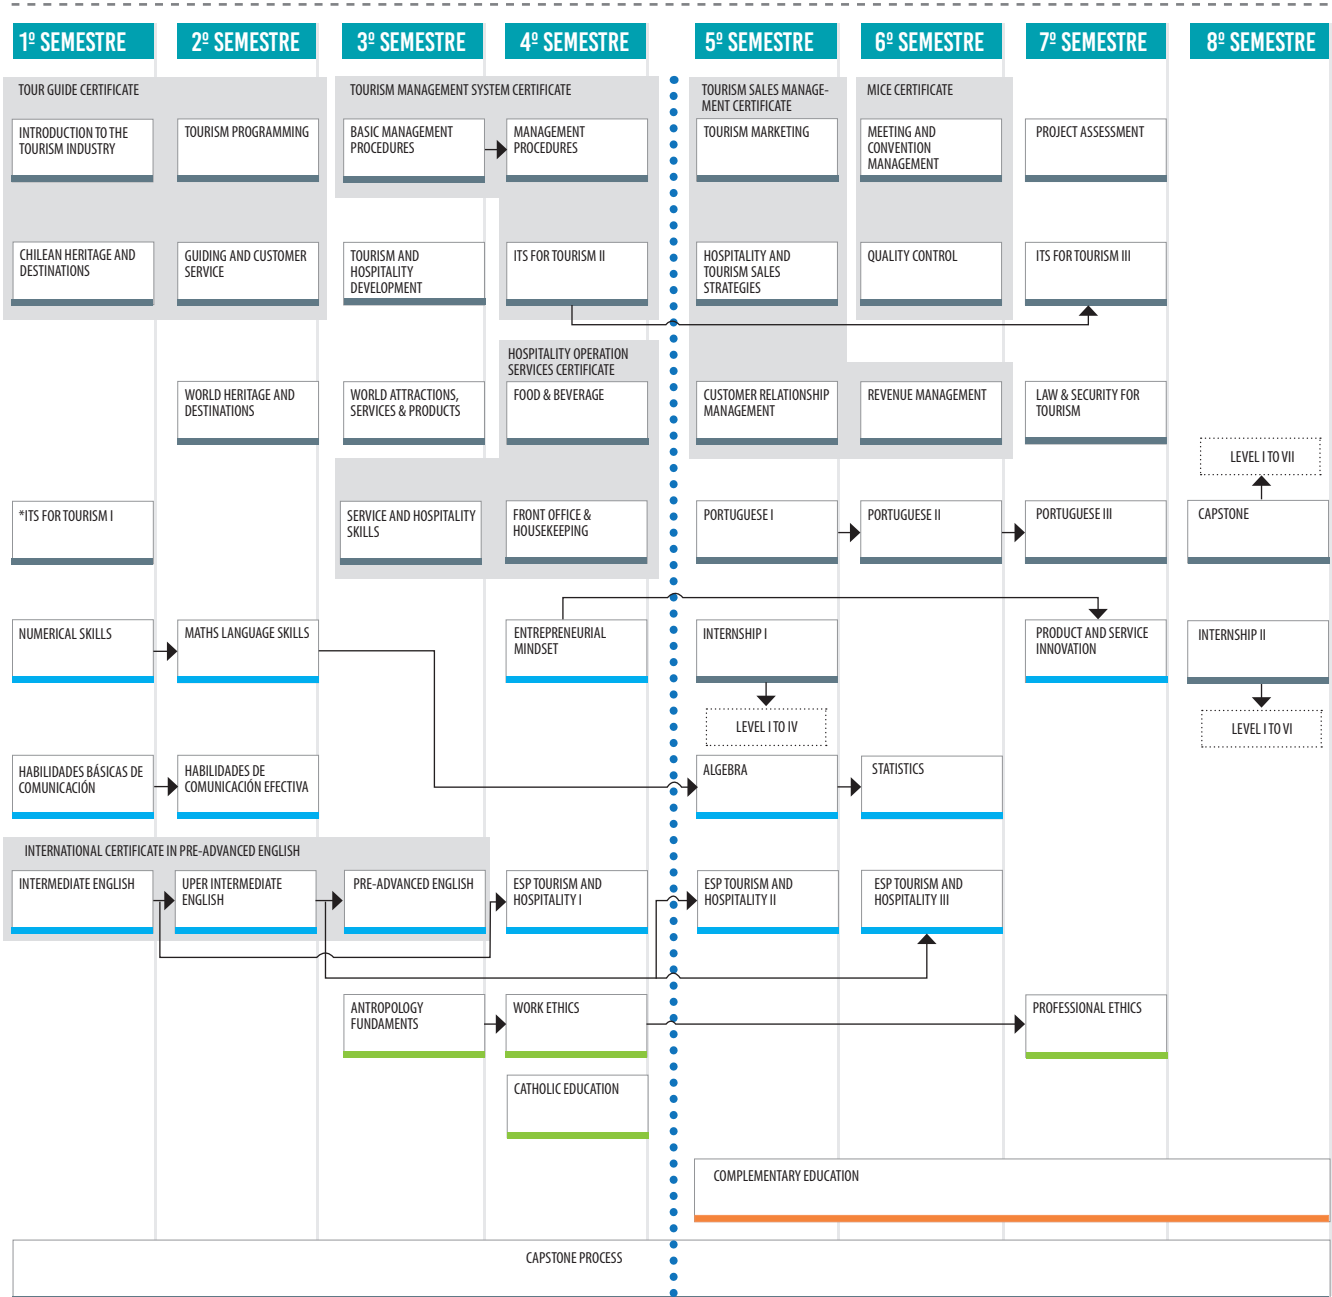 1º SEMESTRE
2º SEMESTRE
3º SEMESTRE
4º SEMESTRE
5º SEMESTRE
6º SEMESTRE
7º SEMESTRE
8º SEMESTRE
TOUR GUIDE CERTIFICATE
TOURISM MANAGEMENT SYSTEM CERTIFICATE
TOURISM SALES MANAGE-
MENT CERTIFICATE
MICE CERTIFICATE
INTRODUCTION TO THE
TOURISM INDUSTRY
TOURISM PROGRAMMING
BASIC MANAGEMENT
PROCEDURES
MANAGEMENT
PROCEDURES
TOURISM MARKETING
MEETING AND
CONVENTION
MANAGEMENT
PROJECT ASSESSMENT
CHILEAN HERITAGE AND
DESTINATIONS
GUIDING AND CUSTOMER
SERVICE
TOURISM AND
HOSPITALITY
DEVELOPMENT
ITS FOR TOURISM II
HOSPITALITY AND
TOURISM SALES
STRATEGIES
QUALITY CONTROL
ITS FOR TOURISM III
HOSPITALITY OPERATION
SERVICES CERTIFICATE
WORLD HERITAGE AND
DESTINATIONS
WORLD ATTRACTIONS,
SERVICES & PRODUCTS
FOOD & BEVERAGE
CUSTOMER RELATIONSHIP
MANAGEMENT
REVENUE MANAGEMENT
LAW & SECURITY FOR
TOURISM
LEVEL I TO VII
*ITS FOR TOURISM I
SERVICE AND HOSPITALITY
SKILLS
FRONT OFFICE &
HOUSEKEEPING
PORTUGUESE I
PORTUGUESE II
PORTUGUESE III
CAPSTONE
NUMERICAL SKILLS
MATHS LANGUAGE SKILLS
ENTREPRENEURIAL
MINDSET
INTERNSHIP I
PRODUCT AND SERVICE
INNOVATION
INTERNSHIP II
LEVEL I TO IV
LEVEL I TO VI
HABILIDADES BÁSICAS DE
COMUNICACIÓN
HABILIDADES DE
COMUNICACIÓN EFECTIVA
ALGEBRA
STATISTICS
INTERNATIONAL CERTIFICATE IN PRE-ADVANCED ENGLISH
INTERMEDIATE ENGLISH
UPER INTERMEDIATE
ENGLISH
PRE-ADVANCED ENGLISH
ESP TOURISM AND
HOSPITALITY I
ESP TOURISM AND
HOSPITALITY II
ESP TOURISM AND
HOSPITALITY III
ANTROPOLOGY
FUNDAMENTS
WORK ETHICS
PROFESSIONAL ETHICS
CATHOLIC EDUCATION
COMPLEMENTARY EDUCATION
CAPSTONE PROCESS